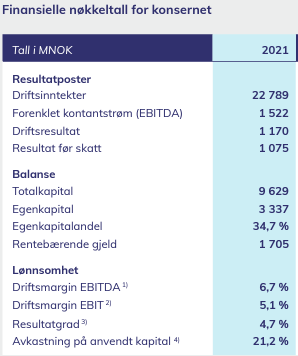 Finansielle nøkkeltall for konsernet
Tall i MNOK 2021
Resultatposter
Driftsinntekter 22 789
Forenklet kontantstrøm (EBITDA) 1 522
Driftsresultat 1 170
Resultat før skatt 1 075
Balanse
Totalkapital 9 629
Egenkapital 3 337
Egenkapitalandel 34,7 %
Rentebærende gjeld 1 705
Lønnsomhet
Driftsmargin EBITDA 1) 6,7 %
Driftsmargin EBIT 2) 5,1 %
Resultatgrad 3) 4,7 %
Avkastning på anvendt kapital 4) 21,2 %